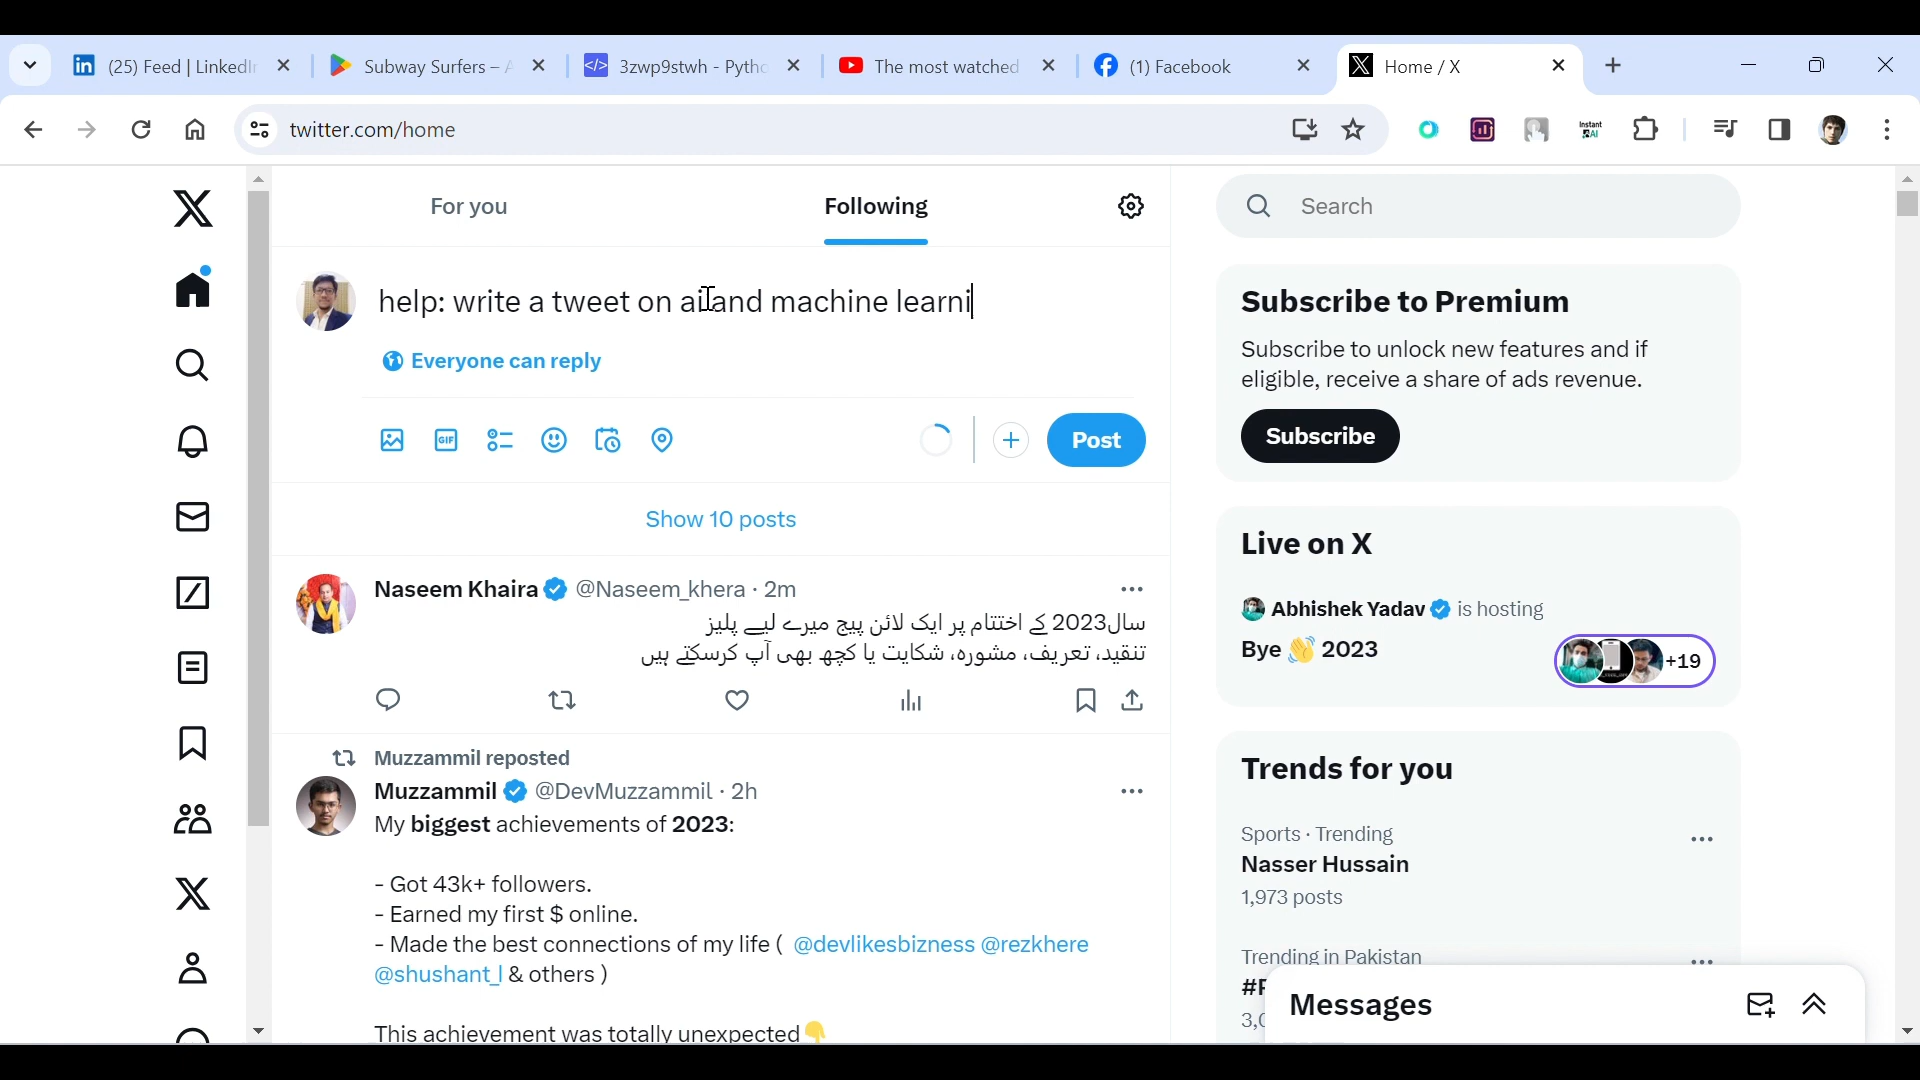 (25) Feed | LinkedIn
Subway Surfers – A
3zwp9stwh - Pytho
The most watched
(1) Facebook
Home / X
twitter.com/home
Instant
AI
For you
Following
Search
help: write a tweet on ai and machine learni
Everyone can reply
GIF
Post
Subscribe to Premium
Subscribe to unlock new features and if
eligible, receive a share of ads revenue.
Subscribe
Show 10 posts
Live on X
Abhishek Yadav is hosting
Bye 👋 2023
+19
Naseem Khaira @Naseem_khera · 2m
سال2023 کے اختتام پر ایک لائن پیج میرے لیے پلیز
تنقید، تعریف، مشورہ، شکایت یا کچھ بھی آپ کرسکتے ہیں
Muzzammil reposted
Muzzammil @DevMuzzammil · 2h
My biggest achievements of 2023:
- Got 43k+ followers.
- Earned my first $ online.
- Made the best connections of my life ( @devlikesbizness @rezkhere
@shushant_l & others )
This achievement was totally unexpected👇
Trends for you
Sports · Trending
Nasser Hussain
1,973 posts
Trending in Pakistan
Messages